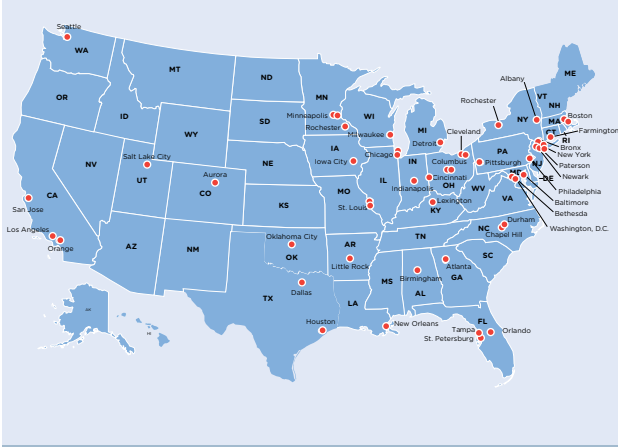 Seattle
WA
MT
ND
MN
ME
VT
NH
Albany
Rochester
NY
MA
Boston
CT
RI
Farmington
OR
ID
SD
WI
MI
Minneapolis
Rochester
Milwaukee
Detroit
Cleveland
Bronx
New York
WY
IA
Chicago
PA
NJ
Paterson
Newark
Iowa City
NE
IN
Columbus
Pittsburgh
MD
DE
Philadelphia
Baltimore
Bethesda
Washington, D.C.
NV
Salt Lake City
UT
Aurora
CO
IL
Indianapolis
Cincinnati
OH
WV
VA
CA
San Jose
KS
MO
St. Louis
Lexington
KY
Los Angeles
Orange
Durham
NC
Chapel Hill
AZ
NM
Oklahoma City
OK
AR
TN
SC
Little Rock
Birmingham
Atlanta
GA
TX
Dallas
LA
MS
AL
Houston
New Orleans
FL
Tampa
St. Petersburg
Orlando
HI